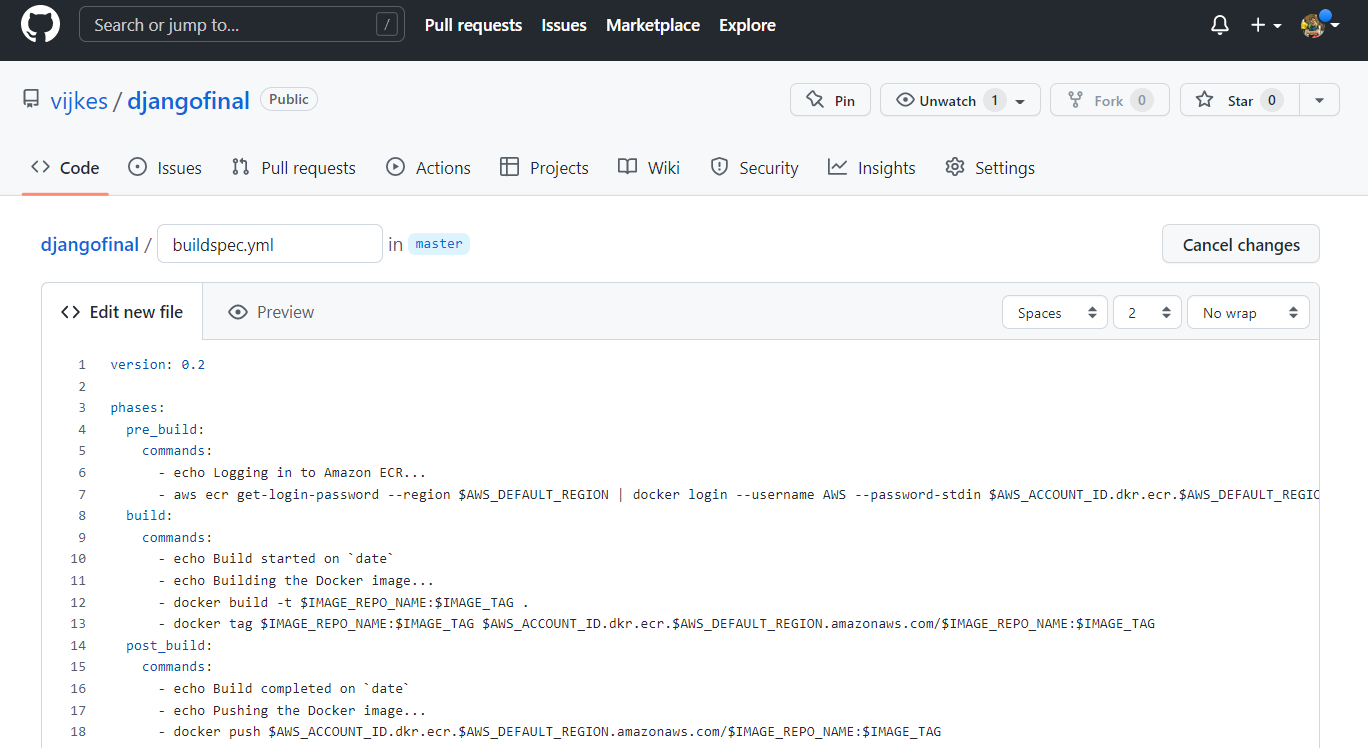 Search or jump to... /
Pull requests Issues Marketplace Explore
vijkes / djangofinal Public
Pin Unwatch 1 Fork 0 Star 0
Code Issues Pull requests Actions Projects Wiki Security Insights Settings
djangofinal / buildspec.yml in master Cancel changes
Edit new file Preview Spaces 2 No wrap
1 version: 0.2
2
3 phases:
4   pre_build:
5     commands:
6       - echo Logging in to Amazon ECR...
7       - aws ecr get-login-password --region $AWS_DEFAULT_REGION | docker login --username AWS --password-stdin $AWS_ACCOUNT_ID.dkr.ecr.$AWS_DEFAULT_REGIO
8   build:
9     commands:
10       - echo Build started on `date`
11       - echo Building the Docker image...
12       - docker build -t $IMAGE_REPO_NAME:$IMAGE_TAG .
13       - docker tag $IMAGE_REPO_NAME:$IMAGE_TAG $AWS_ACCOUNT_ID.dkr.ecr.$AWS_DEFAULT_REGION.amazonaws.com/$IMAGE_REPO_NAME:$IMAGE_TAG
14   post_build:
15     commands:
16       - echo Build completed on `date`
17       - echo Pushing the Docker image...
18       - docker push $AWS_ACCOUNT_ID.dkr.ecr.$AWS_DEFAULT_REGION.amazonaws.com/$IMAGE_REPO_NAME:$IMAGE_TAG